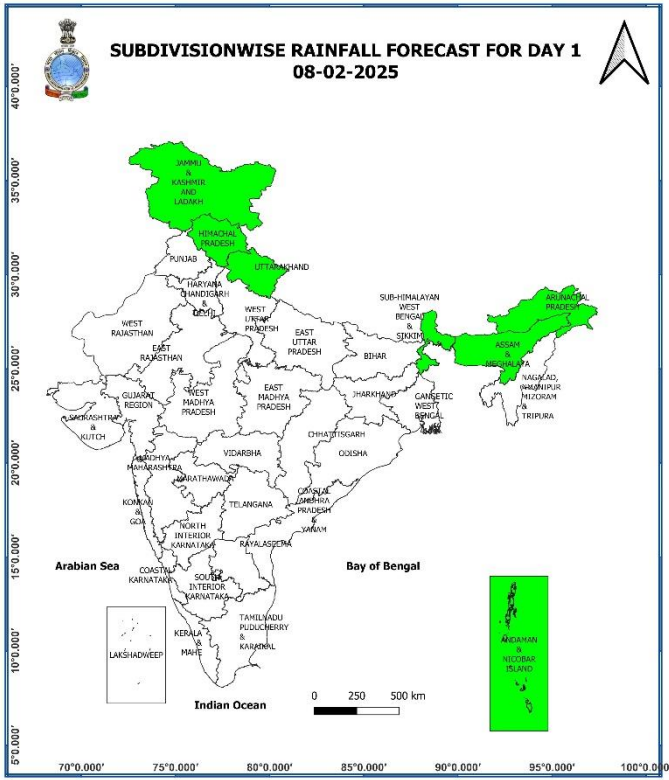 SUBDIVISIONWISE RAINFALL FORECAST FOR DAY 1
08-02-2025
40°0.000'
35°0.000'
30°0.000'
25°0.000'
20°0.000'
15°0.000'
10°0.000'
5°0.000'
JAMMU
&
KASHMIR
AND
LADAKH
HIMACHAL
PRADESH
UTTARAKHAND
PUNJAB
HARYANA
CHANDIGARH
&
DELHI
WEST
UTTAR
PRADESH
EAST
UTTAR
PRADESH
WEST
RAJASTHAN
EAST
RAJASTHAN
SUB-HIMALAYAN
WEST
BENGAL
&
SIKKIM
ARUNACHAL
PRADESH
ASSAM
&
MEGHALAYA
NAGALAD,
MANIPUR
MIZORAM
&
TRIPURA
BIHAR
JHARKHAND
GANGETIC
WEST
BENGAL
GUJARAT
REGION
SAURASHTRA
&
KUTCH
WEST
MADHYA
PRADESH
EAST
MADHYA
PRADESH
CHHATTISGARH
ODISHA
VIDARBHA
MADHYA
MAHARASHTRA
MARATHAWADA
KONKAN
&
GOA
TELANGANA
COASTAL
ANDHRA
PRADESH
&
YANAM
NORTH
INTERIOR
KARNATAKA
RAYALASEEMA
COASTAL
KARNATAKA
SOUTH
INTERIOR
KARNATAKA
KERALA
&
MAHE
TAMILNADU
PUDUCHERRY
&
KARAIKAL
LAKSHADWEEP
ANDAMAN
&
NICOBAR
ISLAND
Arabian Sea
Bay of Bengal
Indian Ocean
0 250 500 km
70°0.000' 75°0.000' 80°0.000' 85°0.000' 90°0.000' 95°0.000' 100°0.000